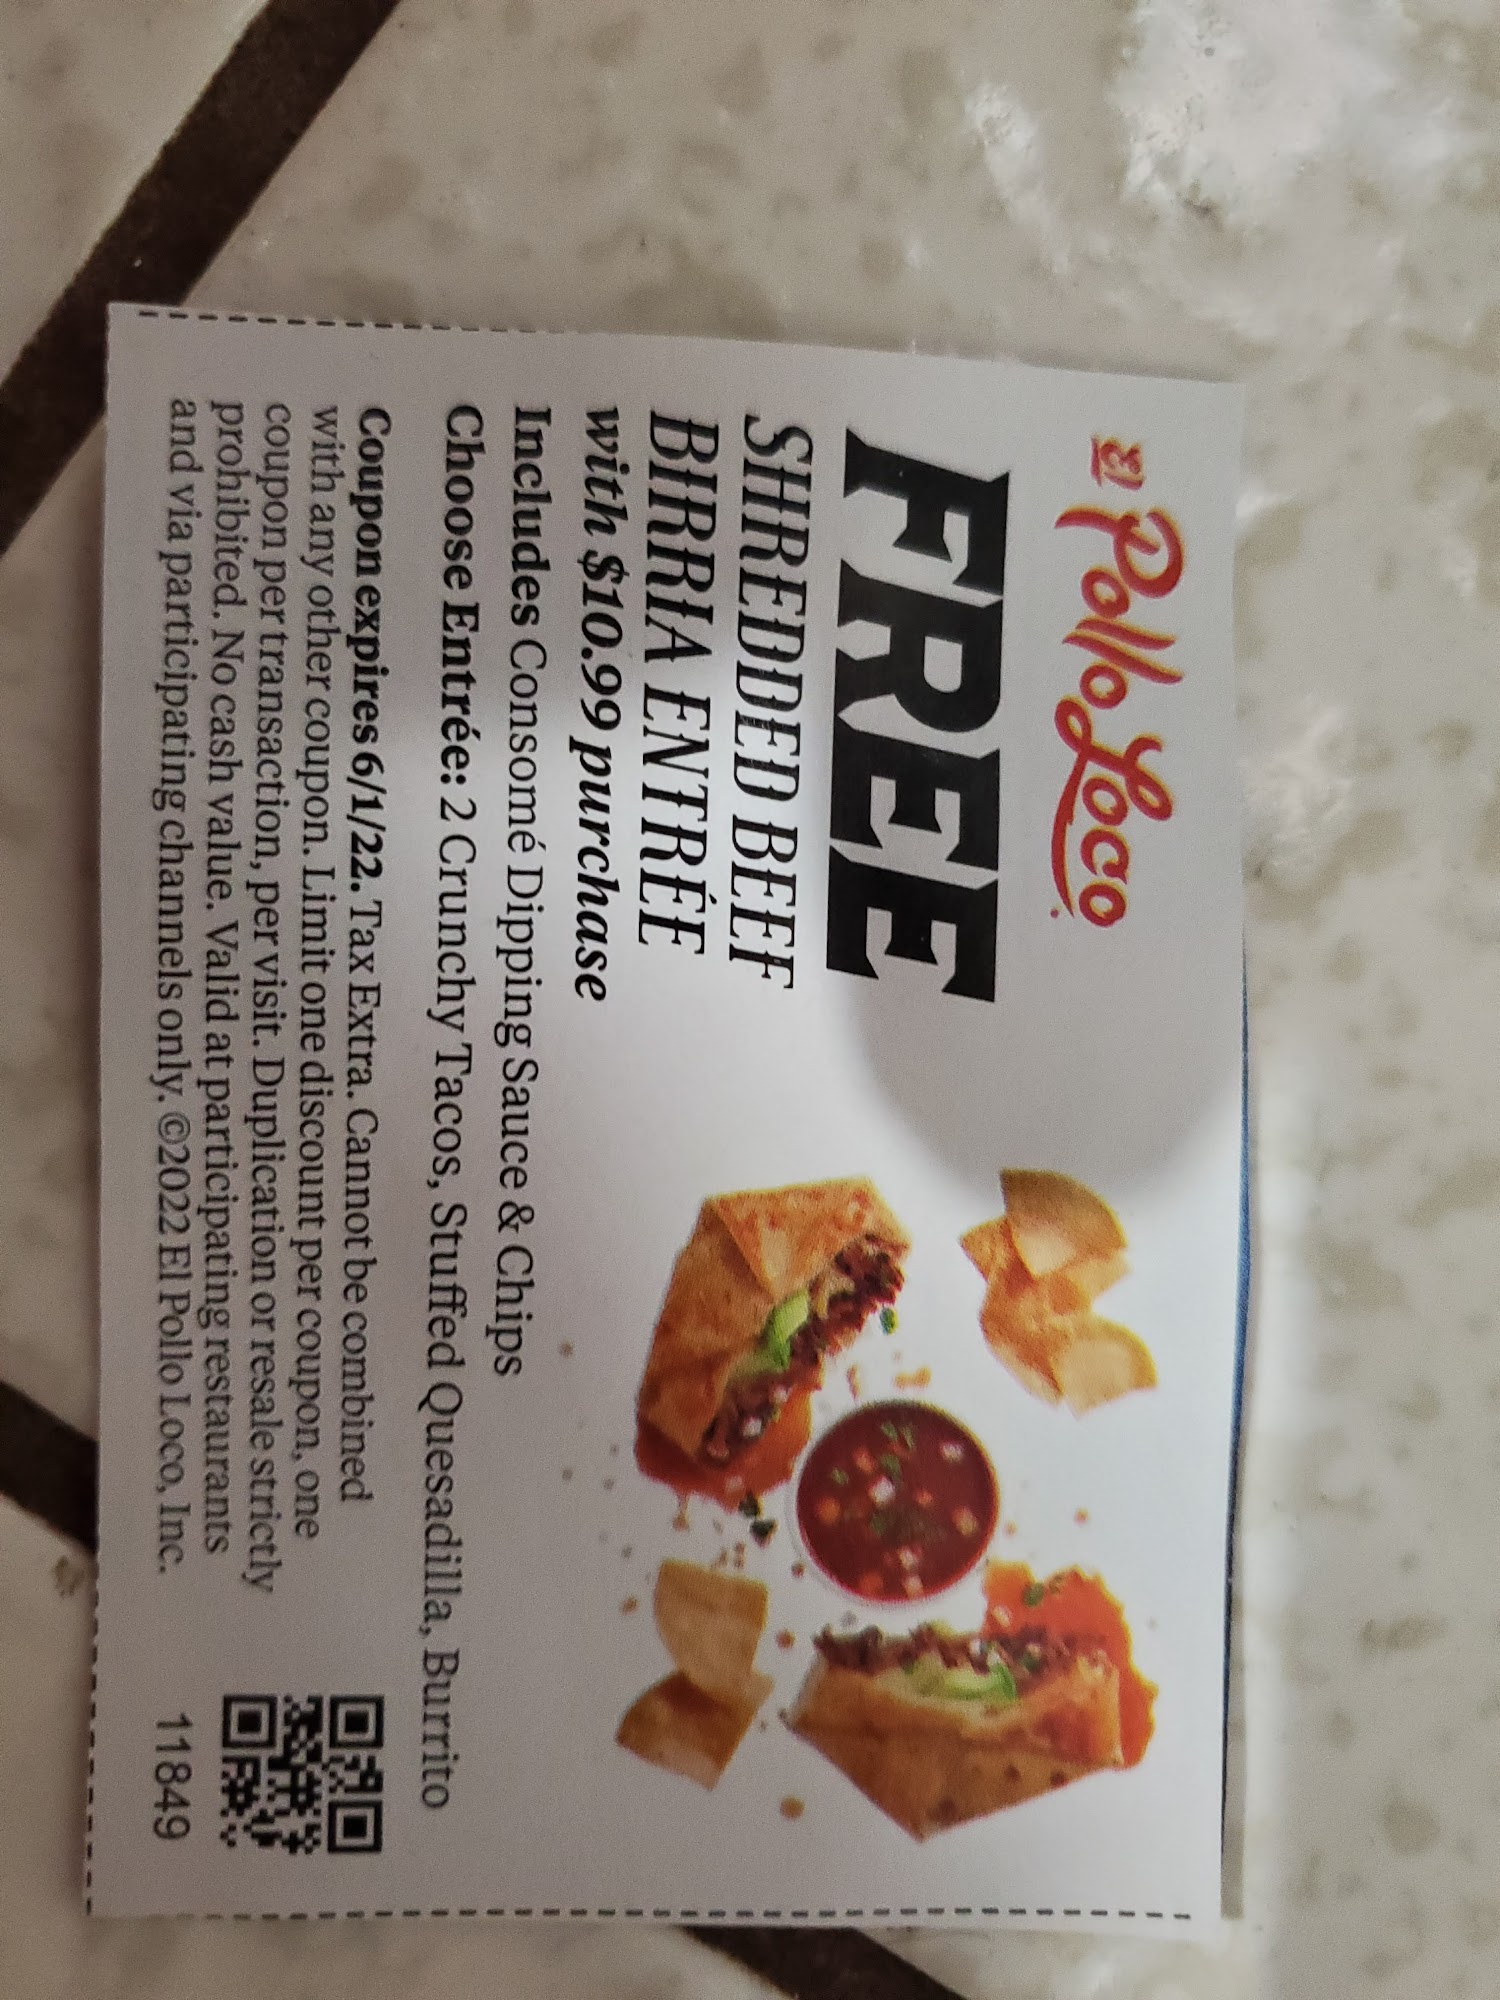 El Pollo Loco.
FREE
SHREDDED BEEF
BIRRIA ENTRÉE
with $10.99 purchase
Includes Consomé Dipping Sauce & Chips
Choose Entrée: 2 Crunchy Tacos, Stuffed Quesadilla, Burrito
Coupon expires 6/1/22. Tax Extra. Cannot be combined
with any other coupon. Limit one discount per coupon, one
coupon per transaction, per visit. Duplication or resale strictly
prohibited. No cash value. Valid at participating restaurants
and via participating channels only. ©2022 El Pollo Loco, Inc.
11849